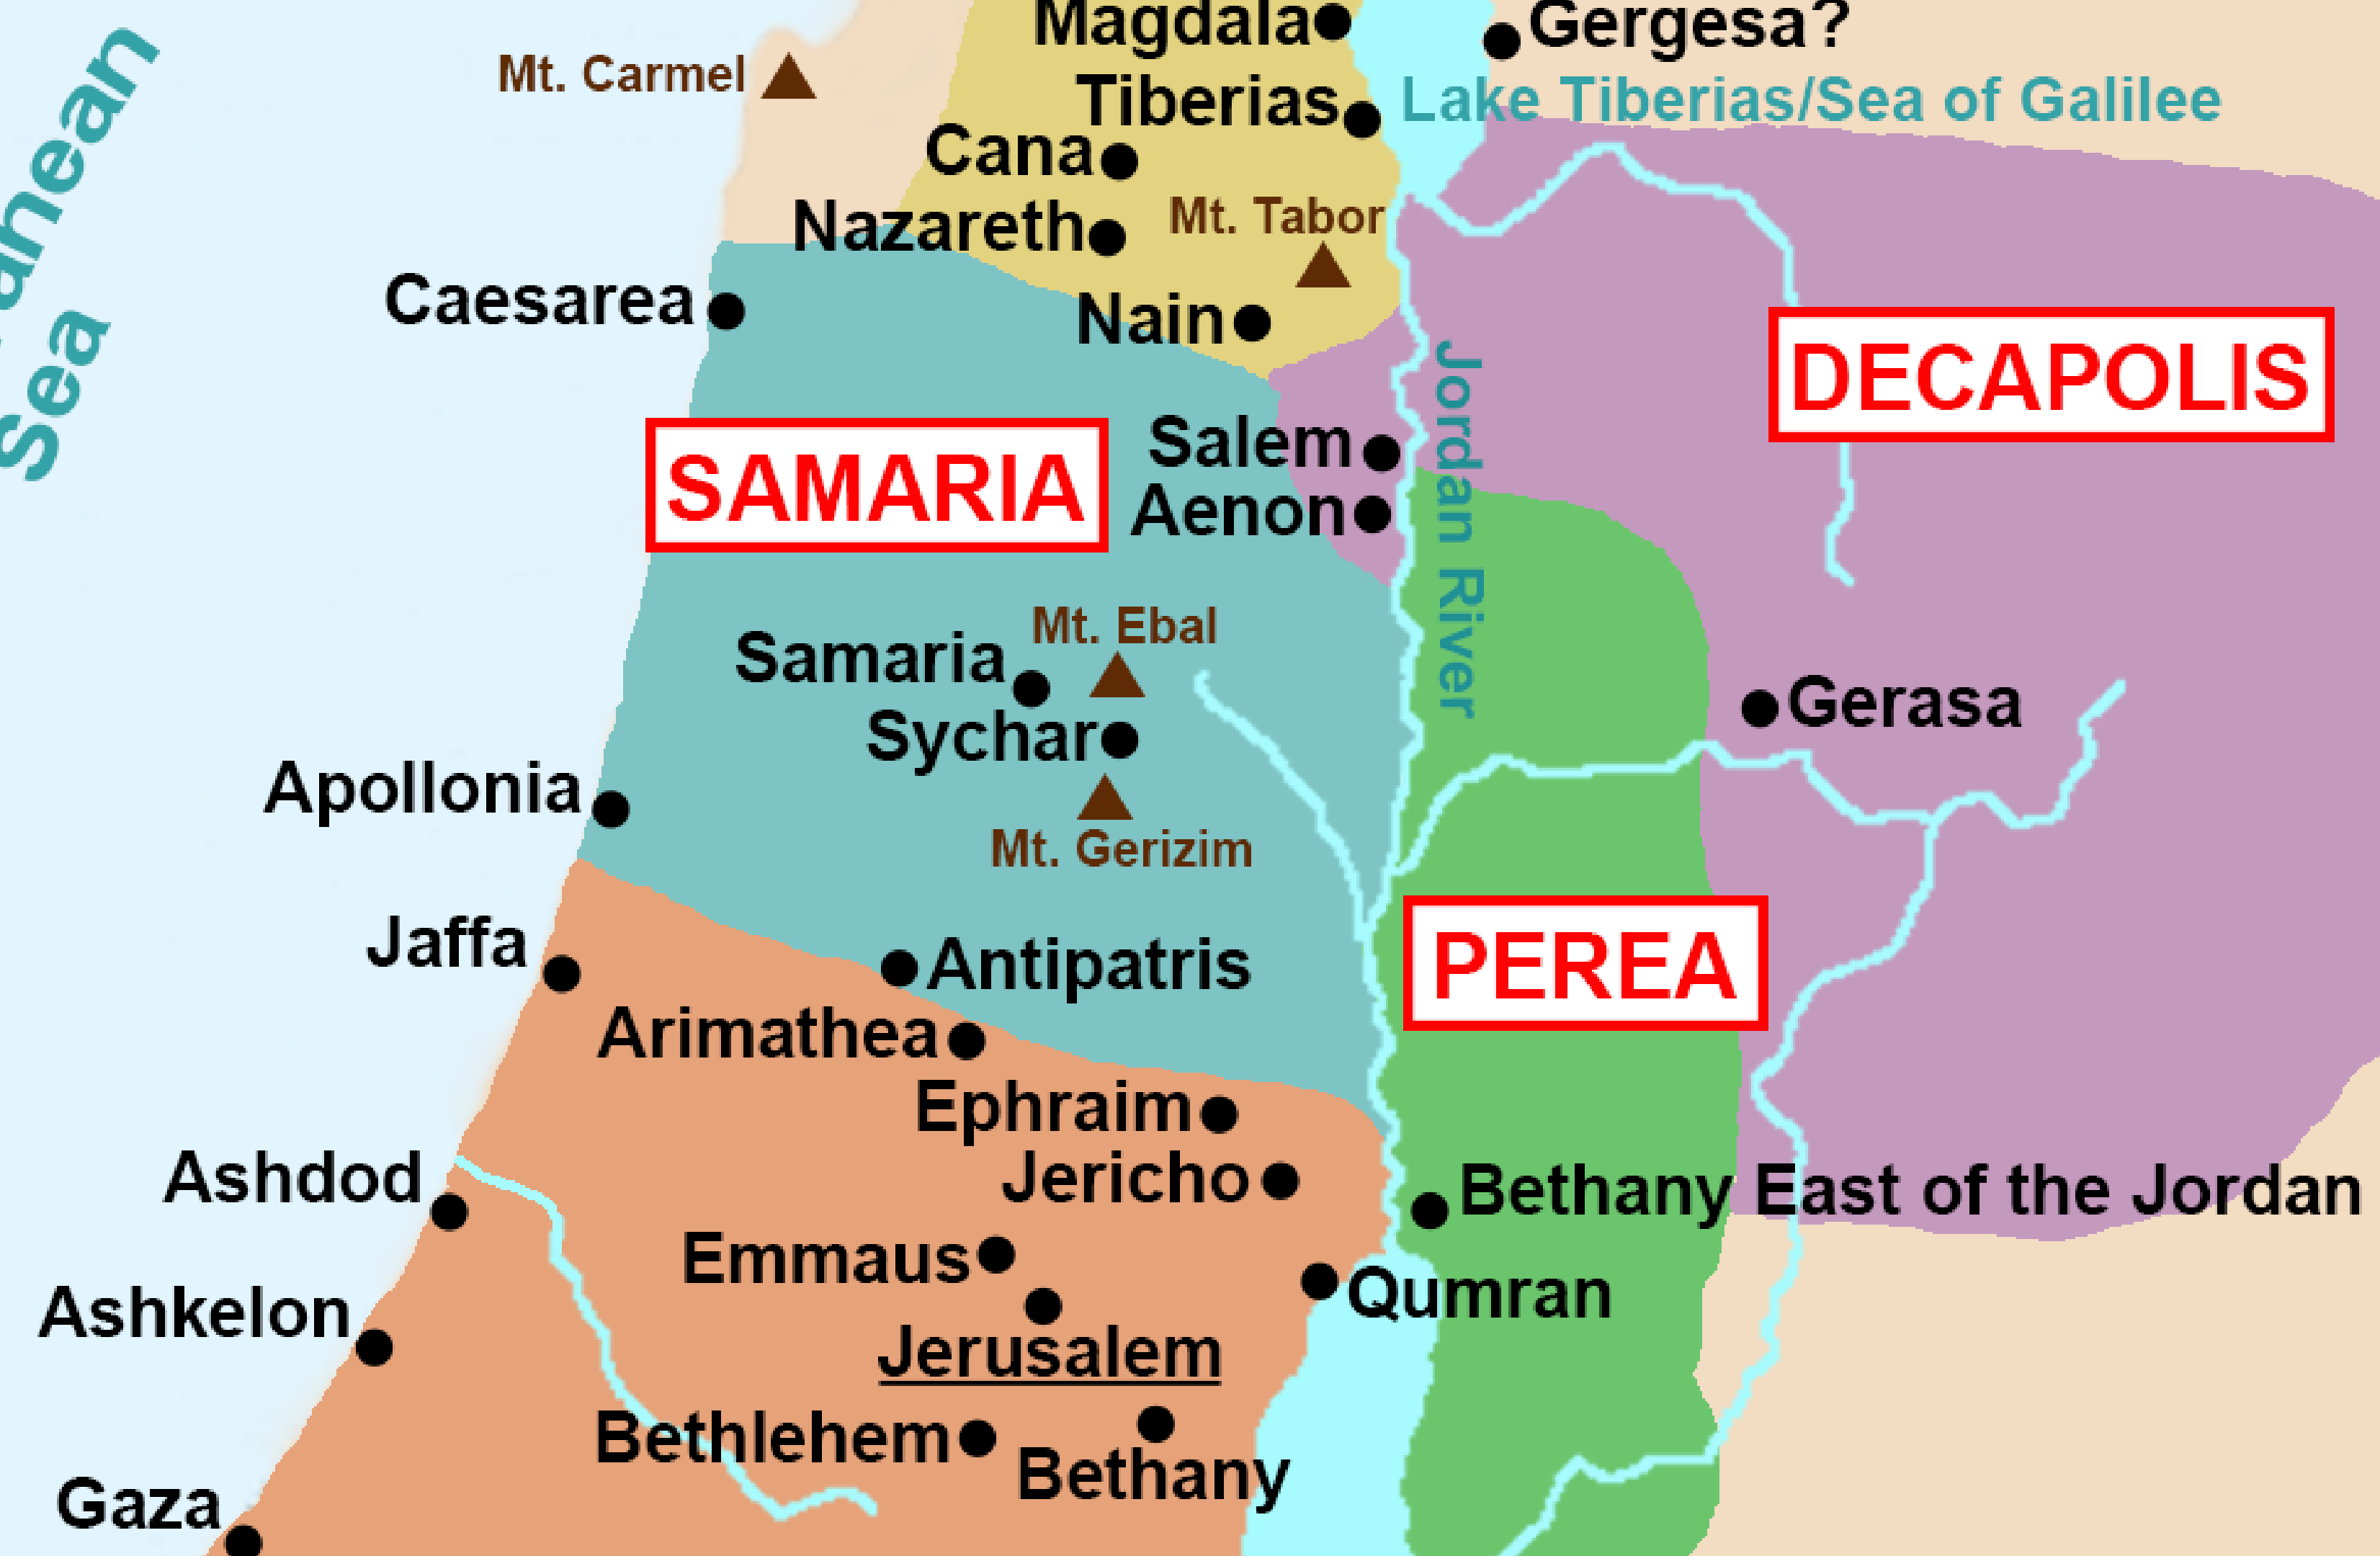 Magdala
Gergesa?
Mt. Carmel
Tiberias
Lake Tiberias/Sea of Galilee
Cana
Mt. Tabor
Nazareth
Caesarea
Nain
Sea
DECAPOLIS
Jordan River
Salem
SAMARIA
Aenon
Mt. Ebal
Samaria
Gerasa
Sychar
Apollonia
Mt. Gerizim
Jaffa
Antipatris
PEREA
Arimathea
Ephraim
Ashdod
Jericho
Bethany East of the Jordan
Emmaus
Qumran
Ashkelon
Jerusalem
Bethlehem
Bethany
Gaza